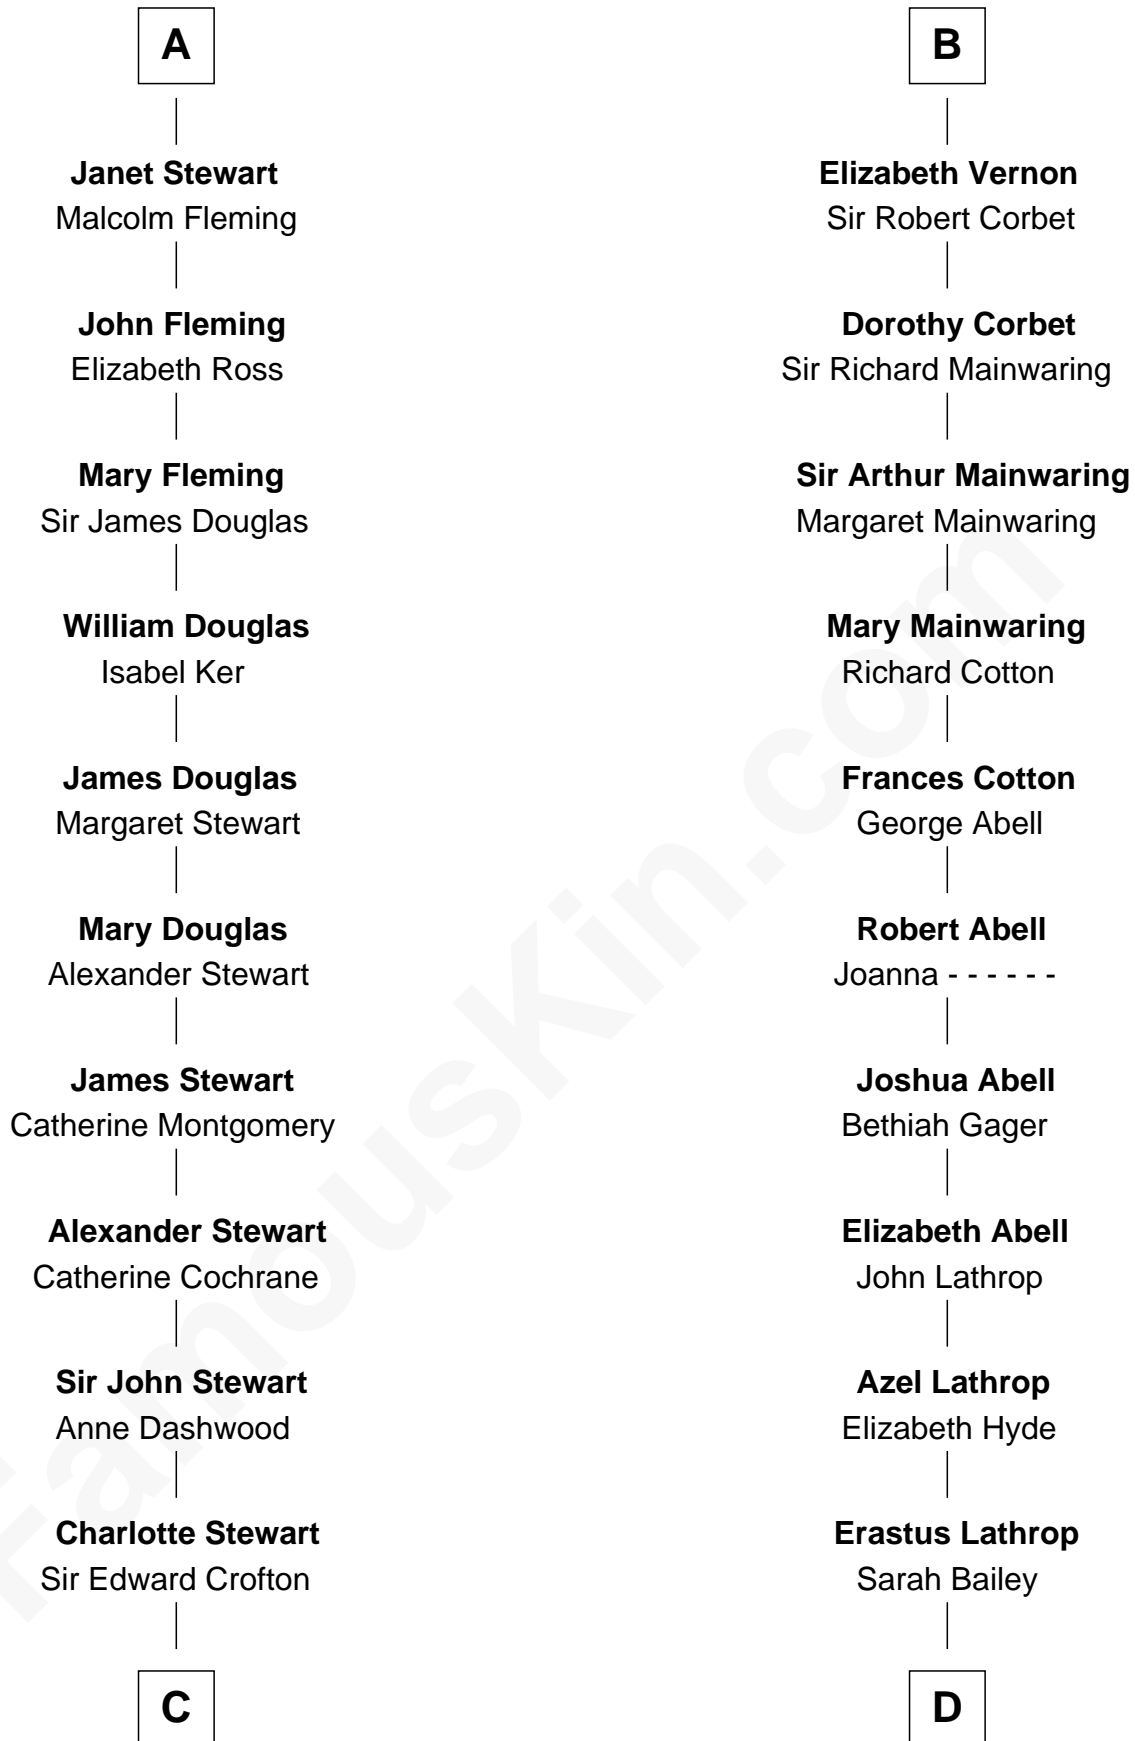 A
Janet Stewart
Malcolm Fleming
John Fleming
Elizabeth Ross
Mary Fleming
Sir James Douglas
William Douglas
Isabel Ker
James Douglas
Margaret Stewart
Mary Douglas
Alexander Stewart
James Stewart
Catherine Montgomery
Alexander Stewart
Catherine Cochrane
Sir John Stewart
Anne Dashwood
Charlotte Stewart
Sir Edward Crofton
C
B
Elizabeth Vernon
Sir Robert Corbet
Dorothy Corbet
Sir Richard Mainwaring
Sir Arthur Mainwaring
Margaret Mainwaring
Mary Mainwaring
Richard Cotton
Frances Cotton
George Abell
Robert Abell
Joanna - - - - - -
Joshua Abell
Bethiah Gager
Elizabeth Abell
John Lathrop
Azel Lathrop
Elizabeth Hyde
Erastus Lathrop
Sarah Bailey
D
FamousKin.com